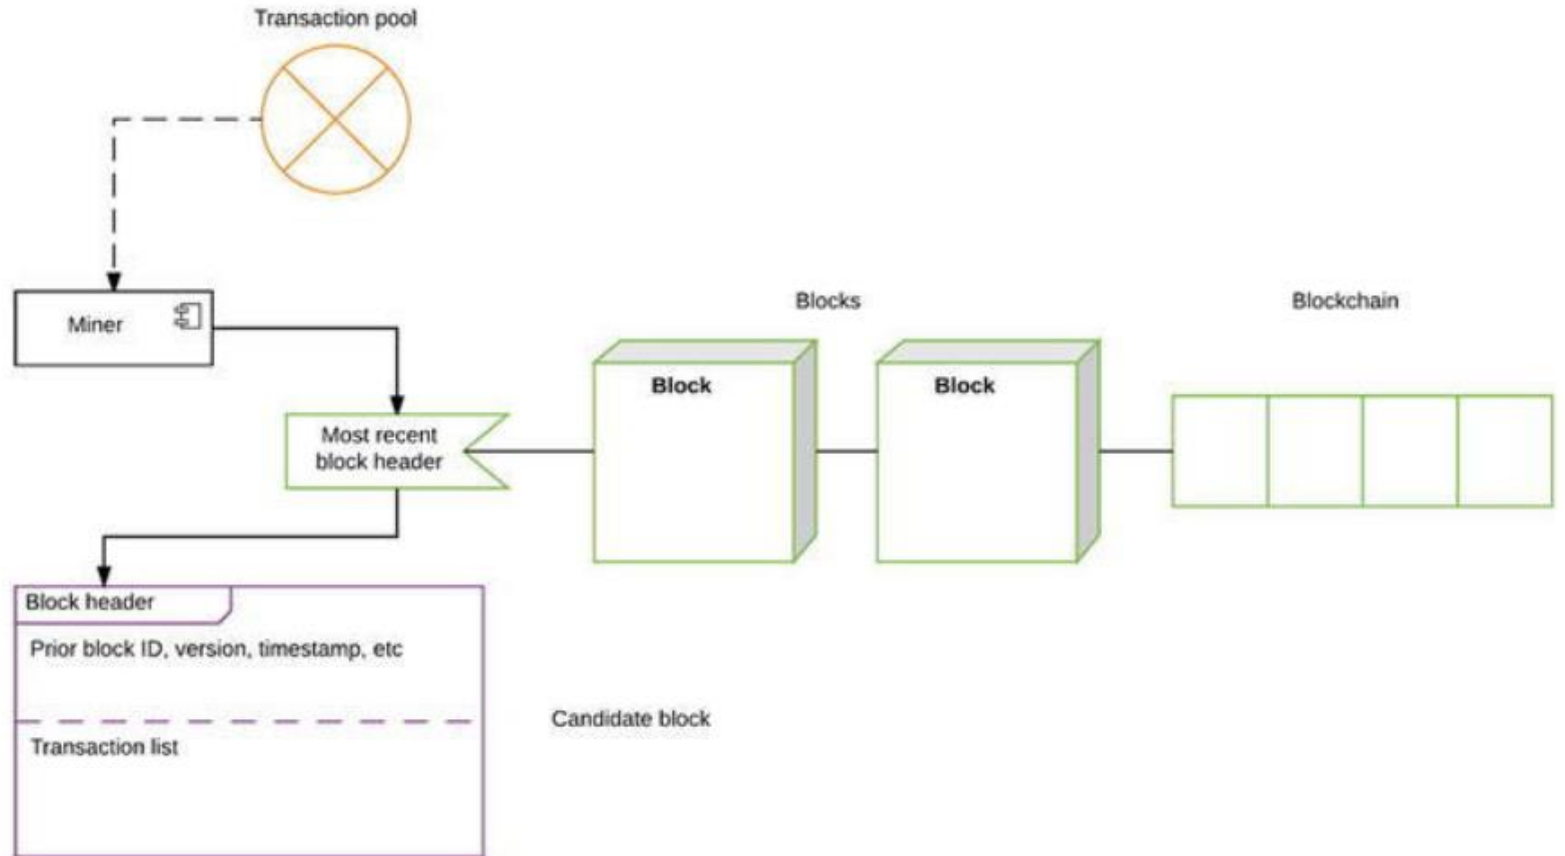 Transaction pool
Miner
Blocks
Blockchain
Block
Block
Most recent
block header
Block header
Prior block ID, version, timestamp, etc
Candidate block
Transaction list